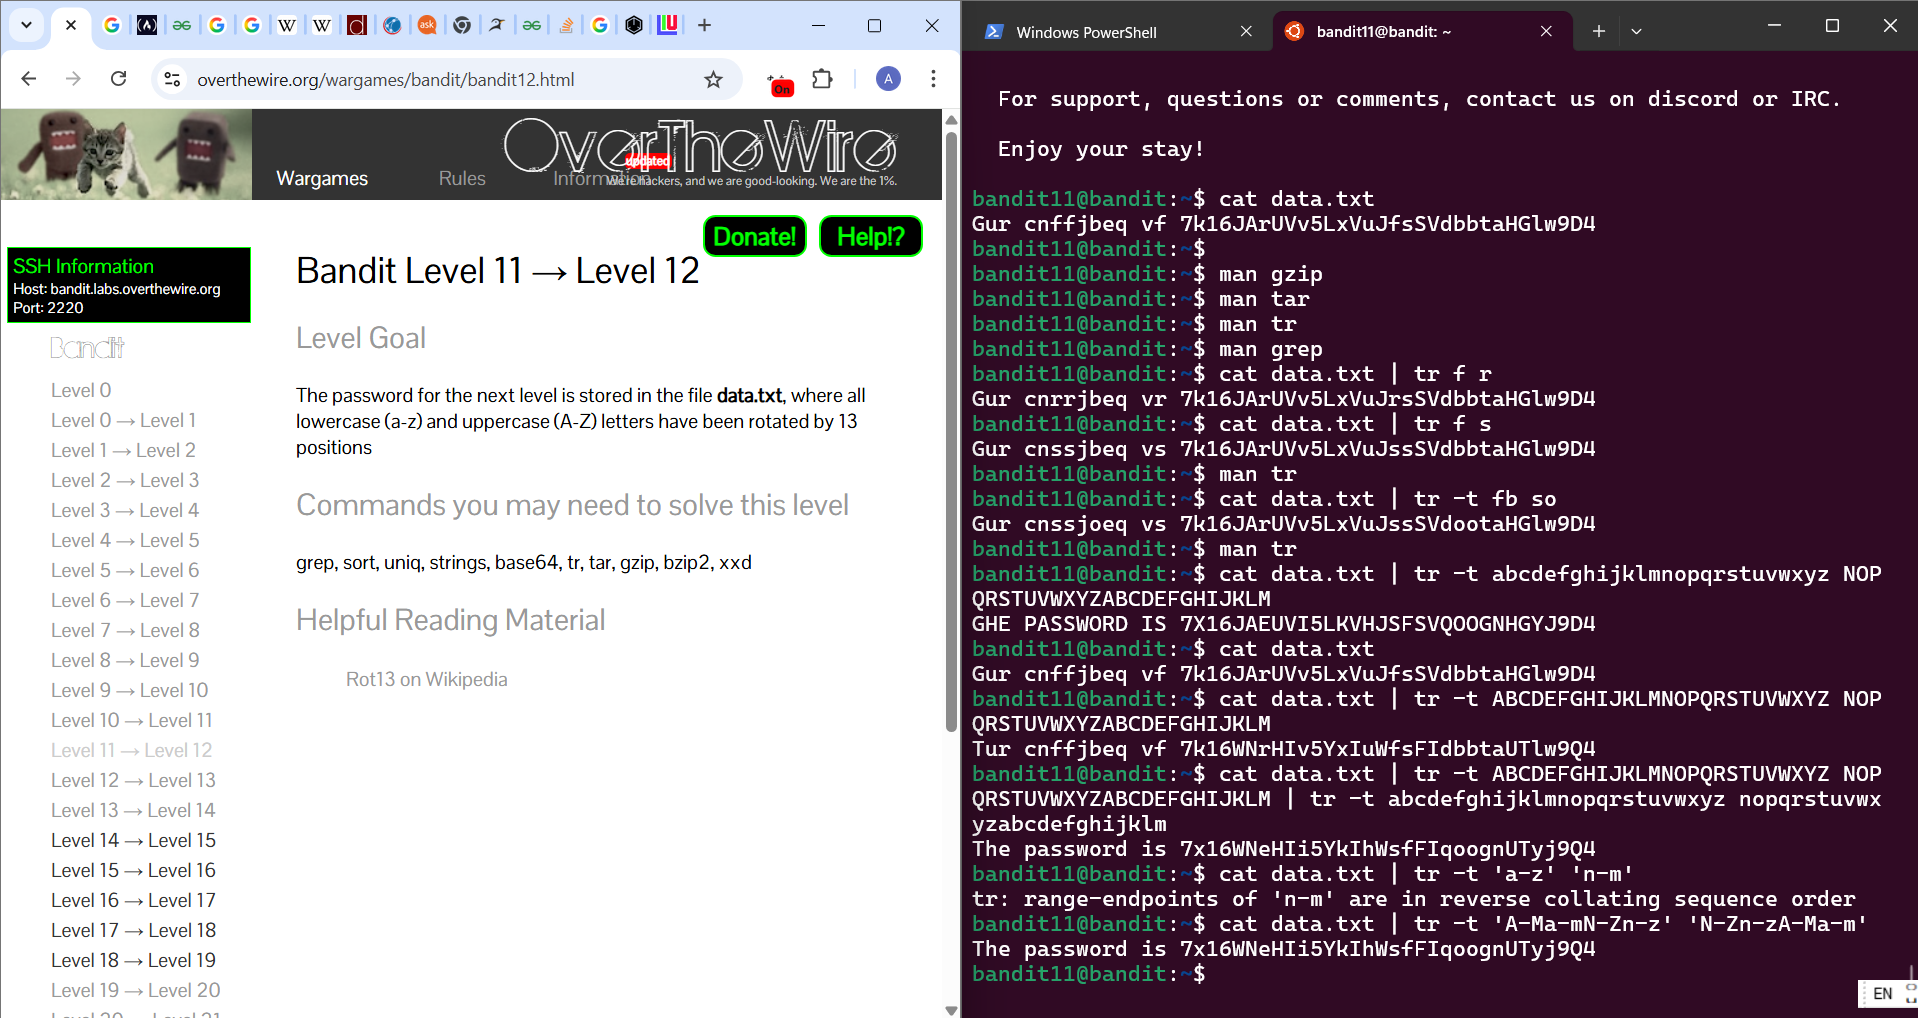 overthewire.org/wargames/bandit/bandit12.html
On
A
Wargames
Rules
Information
updated
OverTheWire
We're hackers, and we are good-looking. We are the 1%.
Donate!
Help!?
SSH Information
Host: bandit.labs.overthewire.org
Port: 2220
Bandit
Level 0
Level 0 → Level 1
Level 1 → Level 2
Level 2 → Level 3
Level 3 → Level 4
Level 4 → Level 5
Level 5 → Level 6
Level 6 → Level 7
Level 7 → Level 8
Level 8 → Level 9
Level 9 → Level 10
Level 10 → Level 11
Level 11 → Level 12
Level 12 → Level 13
Level 13 → Level 14
Level 14 → Level 15
Level 15 → Level 16
Level 16 → Level 17
Level 17 → Level 18
Level 18 → Level 19
Level 19 → Level 20
Level 20 → Level 21
Bandit Level 11 → Level 12
Level Goal
The password for the next level is stored in the file data.txt, where all
lowercase (a-z) and uppercase (A-Z) letters have been rotated by 13
positions
Commands you may need to solve this level
grep, sort, uniq, strings, base64, tr, tar, gzip, bzip2, xxd
Helpful Reading Material
Rot13 on Wikipedia
Windows PowerShell
bandit11@bandit: ~
For support, questions or comments, contact us on discord or IRC.
Enjoy your stay!
bandit11@bandit:~$ cat data.txt
Gur cnffjbeq vf 7k16JArUVv5LxVuJfsSVdbbtaHGlw9D4
bandit11@bandit:~$
bandit11@bandit:~$ man gzip
bandit11@bandit:~$ man tar
bandit11@bandit:~$ man tr
bandit11@bandit:~$ man grep
bandit11@bandit:~$ cat data.txt | tr f r
Gur cnrrjbeq vr 7k16JArUVv5LxVuJrsSVdbbtaHGlw9D4
bandit11@bandit:~$ cat data.txt | tr f s
Gur cnssjbeq vs 7k16JArUVv5LxVuJssSVdbbtaHGlw9D4
bandit11@bandit:~$ man tr
bandit11@bandit:~$ cat data.txt | tr -t fb so
Gur cnssjoeq vs 7k16JArUVv5LxVuJssSVdootaHGlw9D4
bandit11@bandit:~$ man tr
bandit11@bandit:~$ cat data.txt | tr -t abcdefghijklmnopqrstuvwxyz NOP
QRSTUVWXYZABCDEFGHIJKLM
GHE PASSWORD IS 7X16JAEUVI5LKVHJSFSVQOOGNHGYJ9D4
bandit11@bandit:~$ cat data.txt
Gur cnffjbeq vf 7k16JArUVv5LxVuJfsSVdbbtaHGlw9D4
bandit11@bandit:~$ cat data.txt | tr -t ABCDEFGHIJKLMNOPQRSTUVWXYZ NOP
QRSTUVWXYZABCDEFGHIJKLM
Tur cnffjbeq vf 7k16WNrHIv5YxIuWfsFIdbbtaUTlw9Q4
bandit11@bandit:~$ cat data.txt | tr -t ABCDEFGHIJKLMNOPQRSTUVWXYZ NOP
QRSTUVWXYZABCDEFGHIJKLM | tr -t abcdefghijklmnopqrstuvwxyz nopqrstuvwx
yzabcdefghijklm
The password is 7x16WNeHIi5YkIhWsfFIqoognUTyj9Q4
bandit11@bandit:~$ cat data.txt | tr -t 'a-z' 'n-m'
tr: range-endpoints of 'n-m' are in reverse collating sequence order
bandit11@bandit:~$ cat data.txt | tr -t 'A-Ma-mN-Zn-z' 'N-Zn-zA-Ma-m'
The password is 7x16WNeHIi5YkIhWsfFIqoognUTyj9Q4
bandit11@bandit:~$
EN